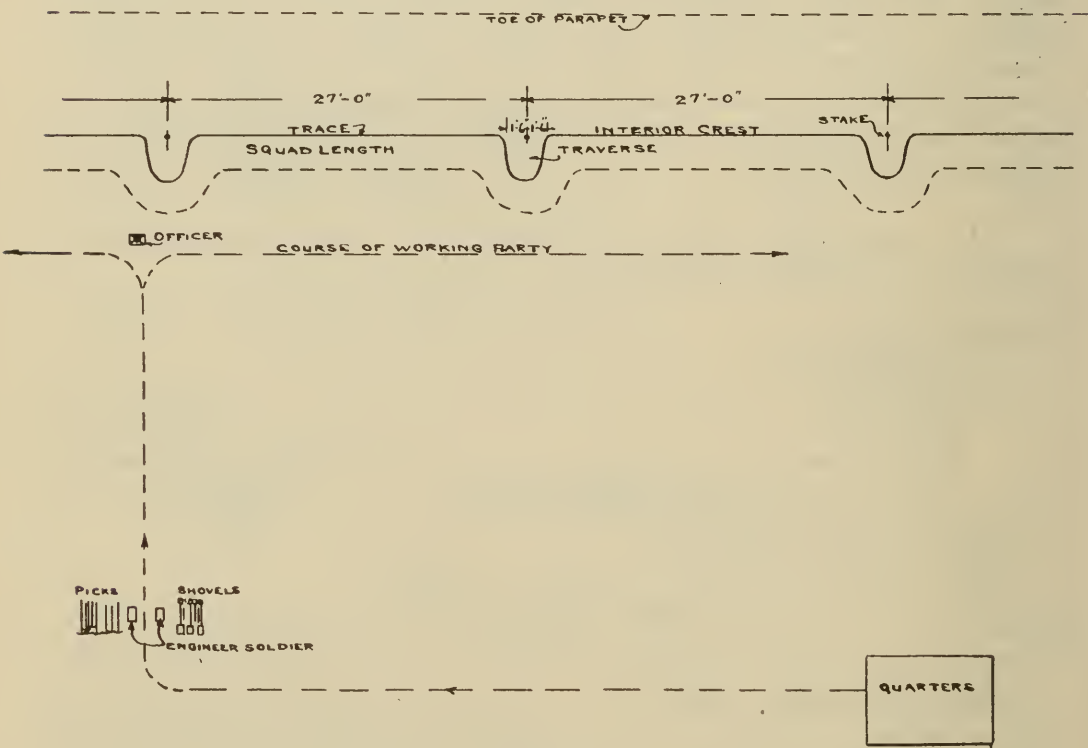 TOE OF PARAPET
27'-0" 27'-0"
TRACE INTERIOR CREST STAKE
SQUAD LENGTH TRAVERSE
OFFICER
COURSE OF WORKING PARTY
PICKS SHOVELS
ENGINEER SOLDIER
QUARTERS